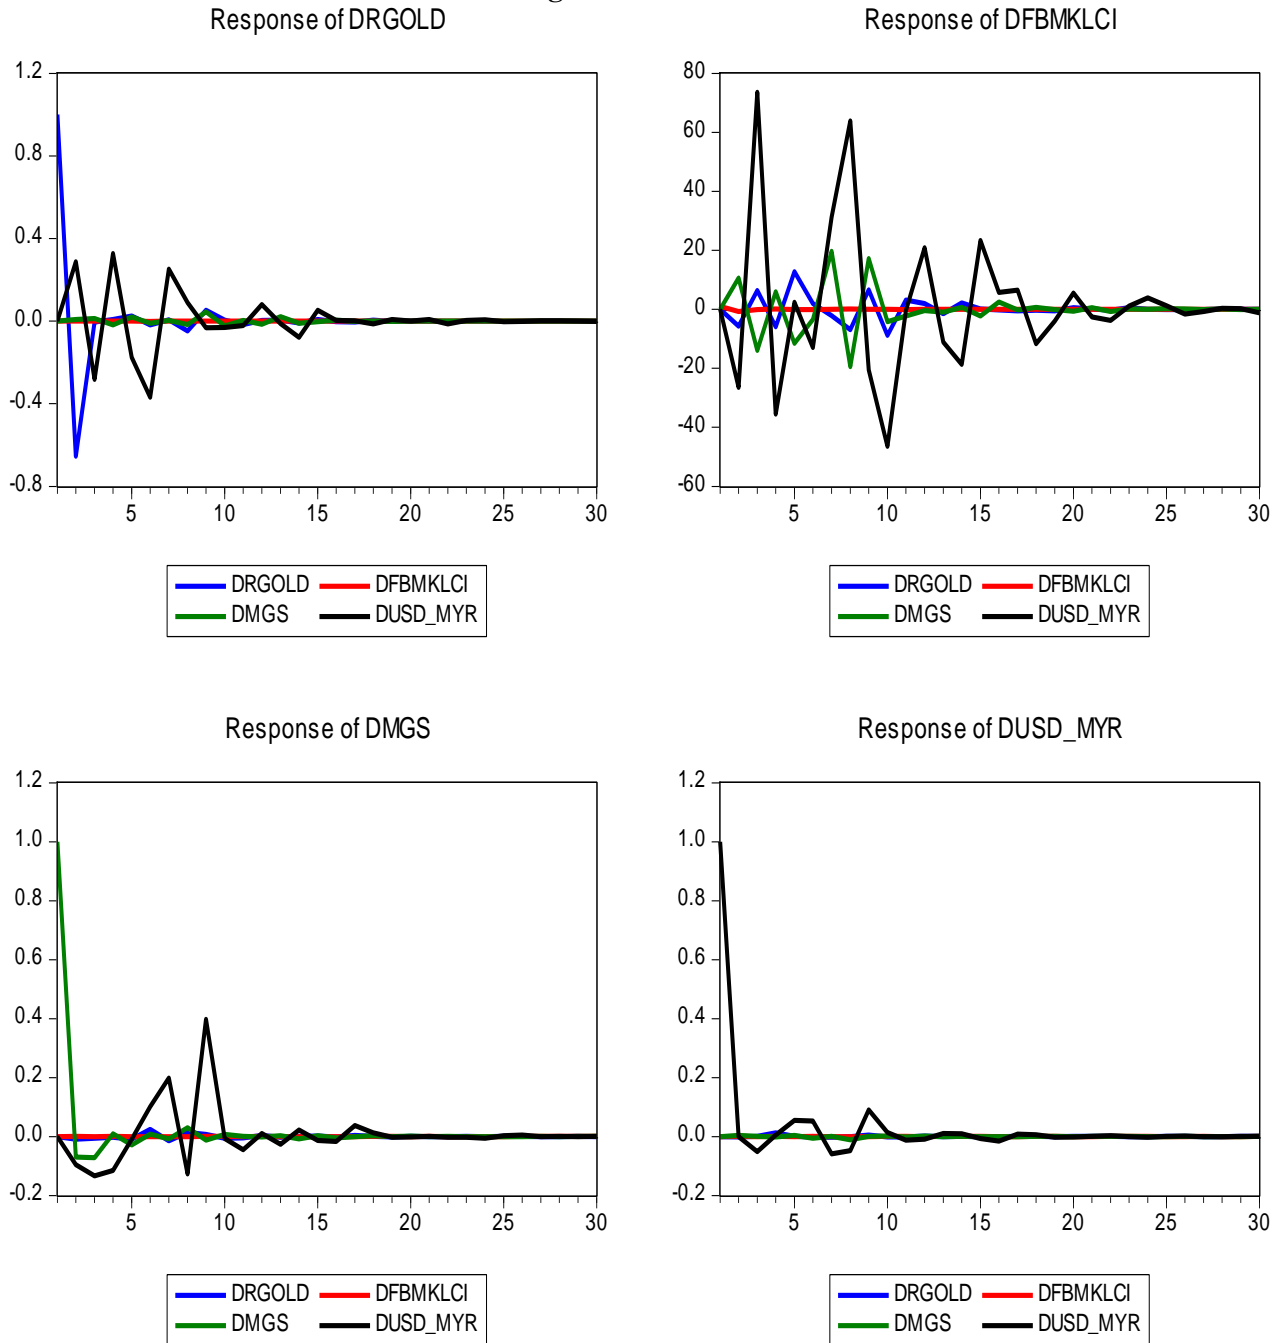 Response of DRGOLD
1.2
0.8
0.4
0.0
-0.4
-0.8
5 10 15 20 25 30
DRGOLD DFBMKLCI
DMGS DUSD_MYR
Response of DFBMKLCI
80
60
40
20
0
-20
-40
-60
5 10 15 20 25 30
DRGOLD DFBMKLCI
DMGS DUSD_MYR
Response of DMGS
1.2
1.0
0.8
0.6
0.4
0.2
0.0
-0.2
5 10 15 20 25 30
DRGOLD DFBMKLCI
DMGS DUSD_MYR
Response of DUSD_MYR
1.2
1.0
0.8
0.6
0.4
0.2
0.0
-0.2
5 10 15 20 25 30
DRGOLD DFBMKLCI
DMGS DUSD_MYR